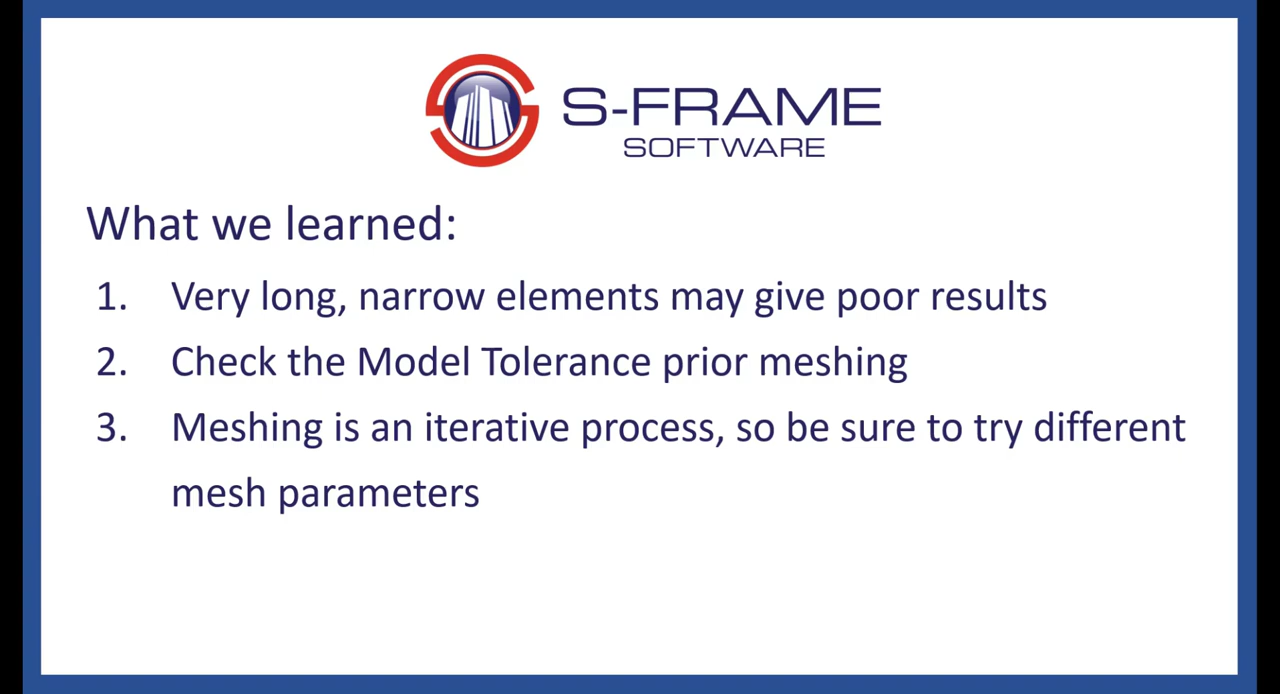 S-FRAME
SOFTWARE
What we learned:
1. Very long, narrow elements may give poor results
2. Check the Model Tolerance prior meshing
3. Meshing is an iterative process, so be sure to try different
mesh parameters